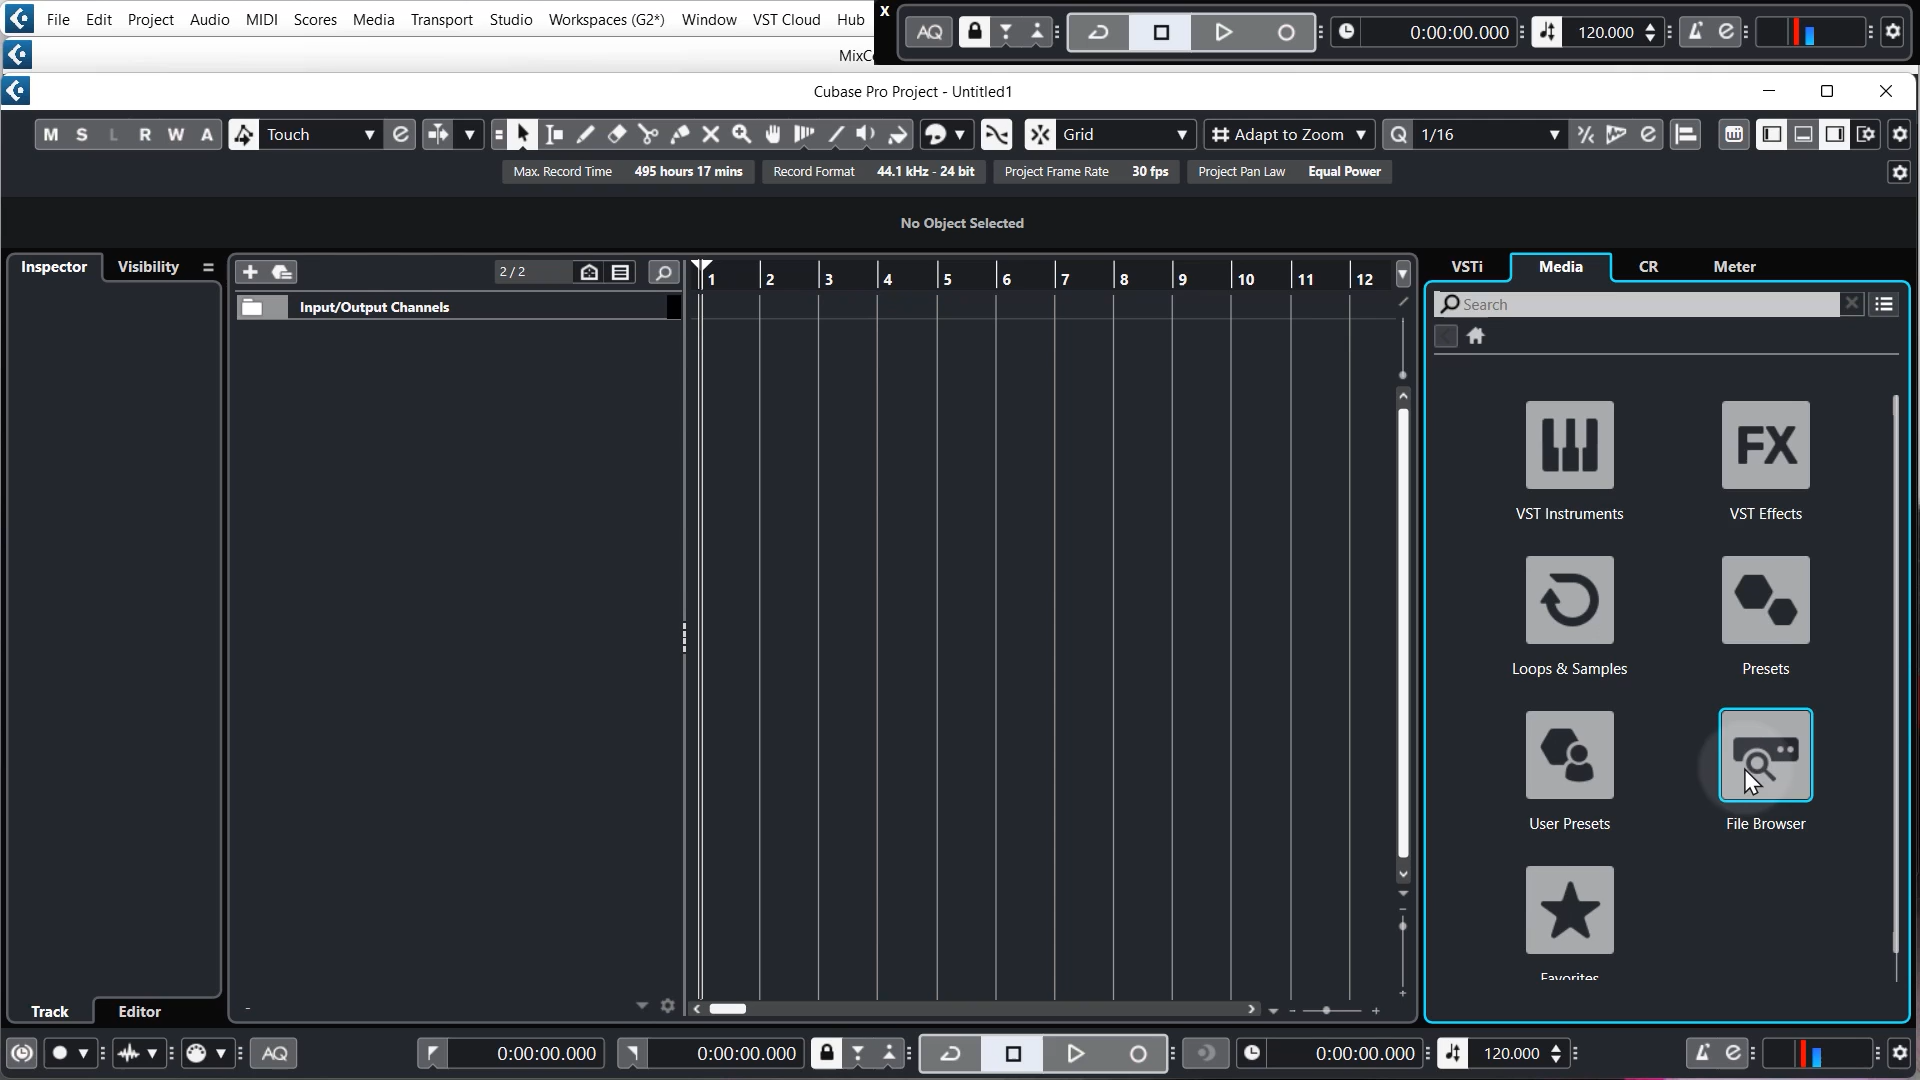 File Edit Project Audio MIDI Scores Media Transport Studio Workspaces (G2*) Window VST Cloud Hub
X AQ 0:00:00.000 120.000
MixCo
Cubase Pro Project - Untitled1
M S L R W A Touch e Grid Adapt to Zoom Q 1/16
Max. Record Time 495 hours 17 mins Record Format 44.1 kHz - 24 bit Project Frame Rate 30 fps Project Pan Law Equal Power
No Object Selected
Inspector Visibility 2 / 2 1 2 3 4 5 6 7 8 9 10 11 12 VSTi Media CR Meter
Input/Output Channels Search
FX
VST Instruments VST Effects
Loops & Samples Presets
User Presets File Browser
Favorites
Track Editor
AQ 0:00:00.000 0:00:00.000 0:00:00.000 120.000